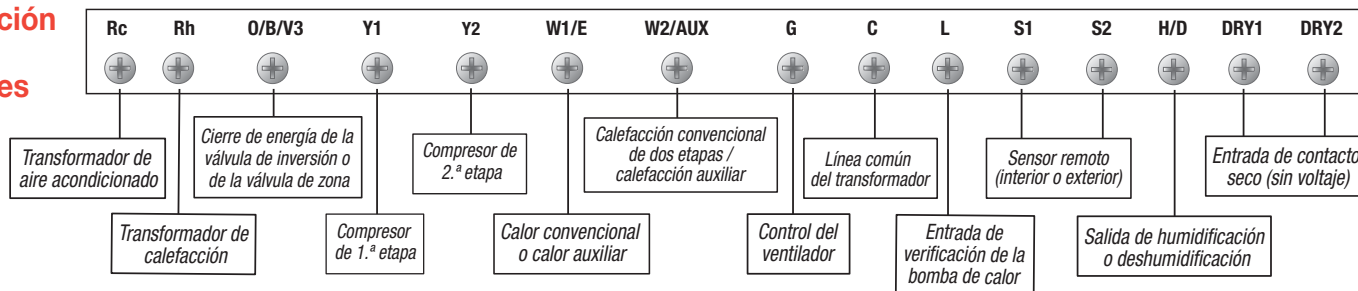 ción
es
Rc Rh O/B/V3 Y1 Y2 W1/E W2/AUX G C L S1 S2 H/D DRY1 DRY2
Transformador de
aire acondicionado
Transformador de
calefacción
Cierre de energía de la
válvula de inversión o
de la válvula de zona
Compresor
de 1.ª etapa
Compresor de
2.ª etapa
Calor convencional
o calor auxiliar
Calefacción convencional
de dos etapas /
calefacción auxiliar
Control del
ventilador
Línea común
del transformador
Entrada de
verificación de la
bomba de calor
Sensor remoto
(interior o exterior)
Salida de humidificación
o deshumidificación
Entrada de contacto
seco (sin voltaje)